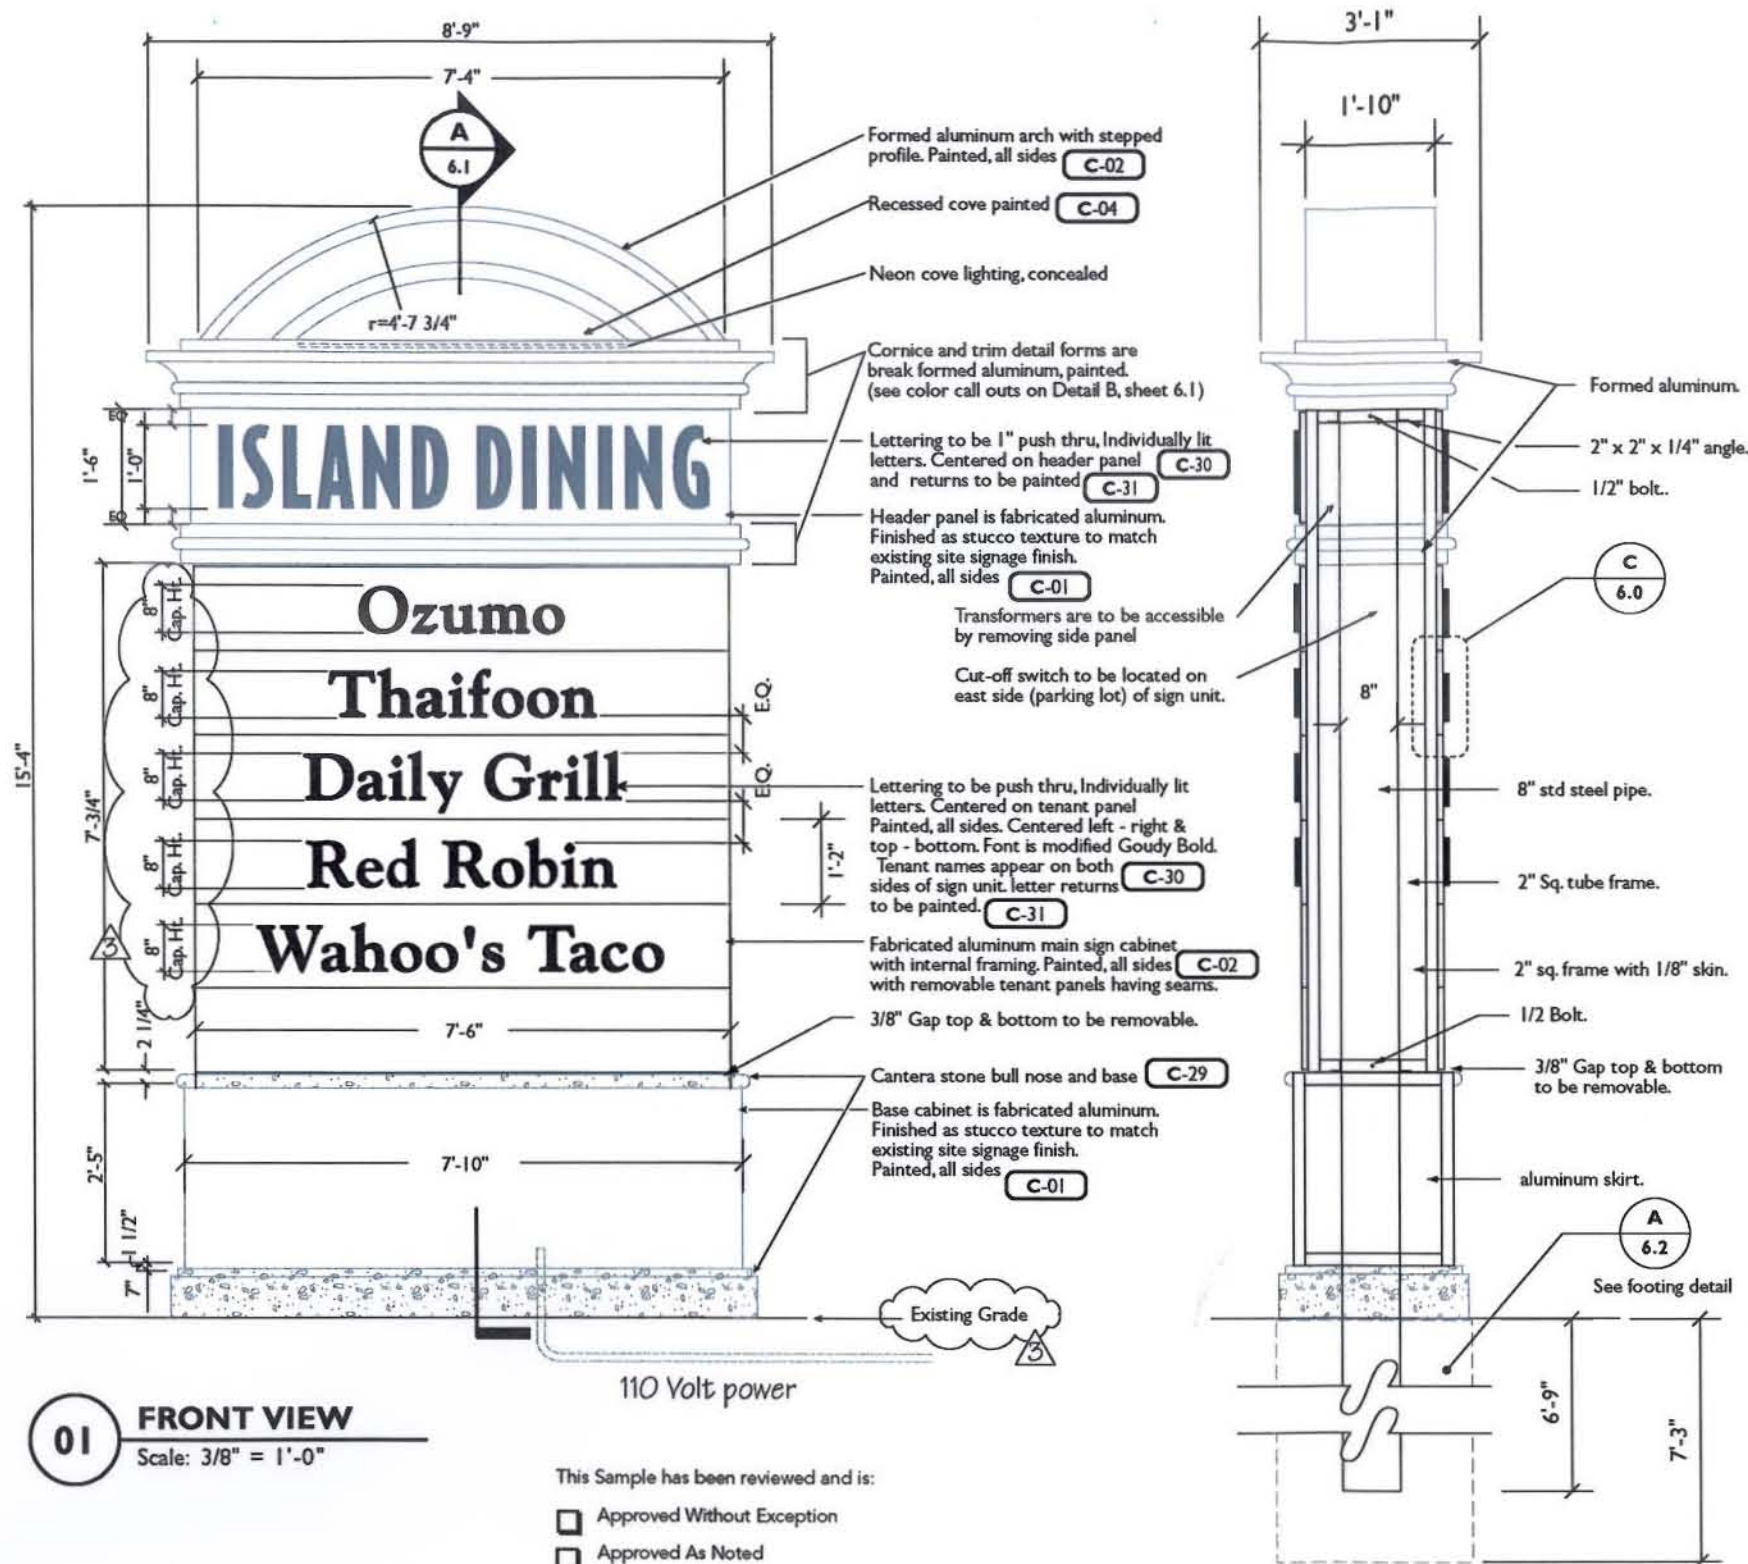 8'-9"
3'-1"
7'-4"
1'-10"
A
6.1
Formed aluminum arch with stepped
profile. Painted, all sides C-02
Recessed cove painted C-04
Neon cove lighting, concealed
r=4'-7 3/4"
Cornice and trim detail forms are
break formed aluminum, painted.
(see color call outs on Detail B, sheet 6.1)
Formed aluminum.
EQ
1'-6"
1'-0"
EQ
ISLAND DINING
Lettering to be 1" push thru, Individually lit
letters. Centered on header panel C-30
and returns to be painted C-31
2" x 2" x 1/4" angle.
1/2" bolt..
Header panel is fabricated aluminum.
Finished as stucco texture to match
existing site signage finish.
Painted, all sides C-01
C
6.0
Transformers are to be accessible
by removing side panel
Cut-off switch to be located on
east side (parking lot) of sign unit.
8"
15'-4"
7'-3/4"
8"
Cap. Ht.
Ozumo
8"
Cap. Ht.
Thaifoon
E.Q.
8"
Cap. Ht.
Daily Grill
E.Q.
8"
Cap. Ht.
Red Robin
1'-2"
8"
Cap. Ht.
Wahoo's Taco
3
Lettering to be push thru, Individually lit
letters. Centered on tenant panel
Painted, all sides. Centered left - right &
top - bottom. Font is modified Goudy Bold.
Tenant names appear on both
sides of sign unit. letter returns C-30
to be painted. C-31
8" std steel pipe.
2" Sq. tube frame.
Fabricated aluminum main sign cabinet
with internal framing. Painted, all sides C-02
with removable tenant panels having seams.
2" sq. frame with 1/8" skin.
2 1/4"
7'-6"
3/8" Gap top & bottom to be removable.
1/2 Bolt.
Cantera stone bull nose and base C-29
3/8" Gap top & bottom
to be removable.
Base cabinet is fabricated aluminum.
Finished as stucco texture to match
existing site signage finish.
Painted, all sides C-01
2'-5"
7'-10"
aluminum skirt.
1 1/2"
7"
A
6.2
See footing detail
Existing Grade
3
110 Volt power
6'-9"
7'-3"
01
FRONT VIEW
Scale: 3/8" = 1'-0"
This Sample has been reviewed and is:
Approved Without Exception
Approved As Noted